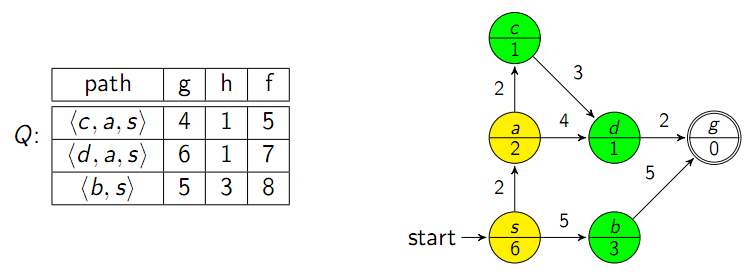 Q:
path g h f
⟨c, a, s⟩ 4 1 5
⟨d, a, s⟩ 6 1 7
⟨b, s⟩ 5 3 8
c
1
2
3
a
2
4
d
1
2
g
0
2
5
start
s
6
5
b
3